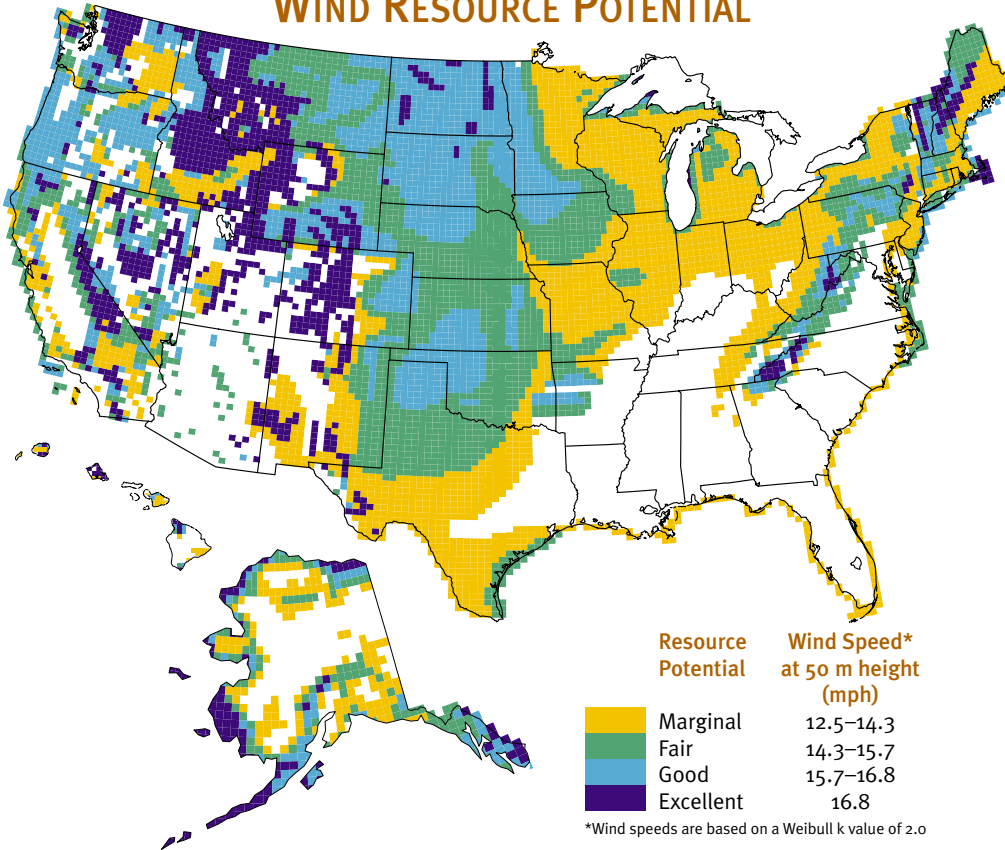 WIND RESOURCE POTENTIAL
Resource Wind Speed*
Potential at 50 m height
(mph)
Marginal 12.5–14.3
Fair 14.3–15.7
Good 15.7–16.8
Excellent 16.8
*Wind speeds are based on a Weibull k value of 2.0